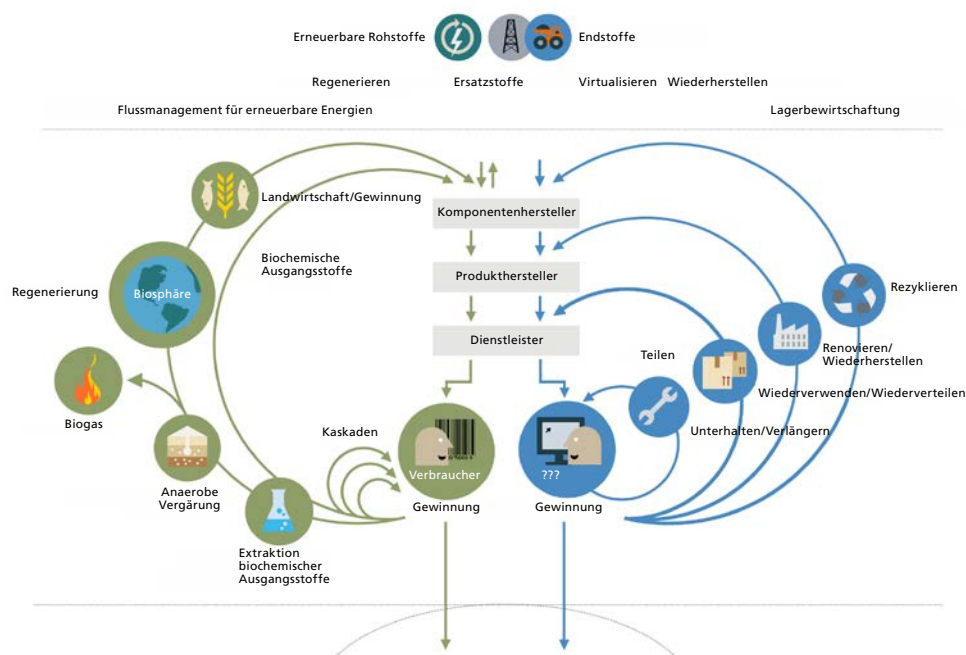 Erneuerbare Rohstoffe
Endstoffe
Regenerieren
Ersatzstoffe
Virtualisieren
Wiederherstellen
Flussmanagement für erneuerbare Energien
Lagerbewirtschaftung
Landwirtschaft/Gewinnung
Komponentenhersteller
Biochemische
Ausgangsstoffe
Produkthersteller
Regenerierung
Biosphäre
Rezyklieren
Dienstleister
Teilen
Renovieren/
Wiederherstellen
Wiederverwenden/Wiederverteilen
Biogas
Kaskaden
Unterhalten/Verlängern
Verbraucher
???
Anaerobe
Vergärung
Gewinnung
Gewinnung
Extraktion
biochemischer
Ausgangsstoffe